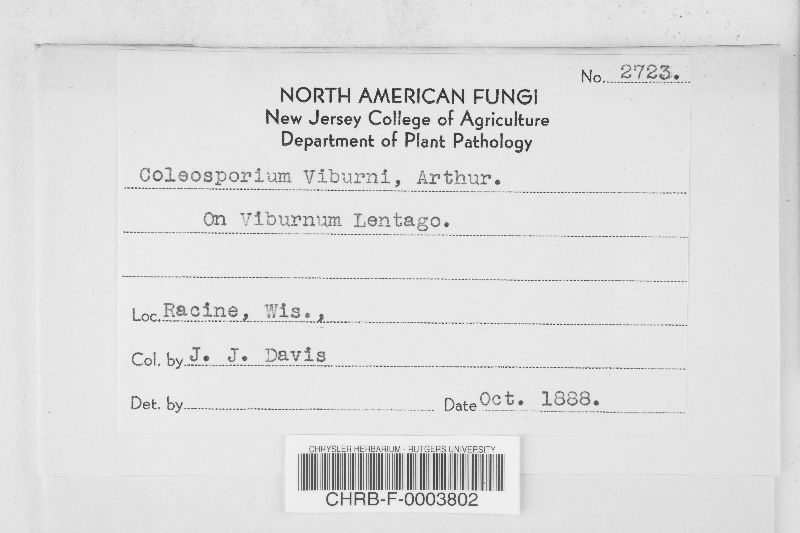 No. 2723.
NORTH AMERICAN FUNGI
New Jersey College of Agriculture
Department of Plant Pathology
Coleosporium Viburni, Arthur.
On Viburnum Lentago.
Loc. Racine, Wis.,
Col. by J. J. Davis
Det. by Date Oct. 1888.
CHRYSLER HERBARIUM - RUTGERS UNIVERSITY
CHRB-F-0003802